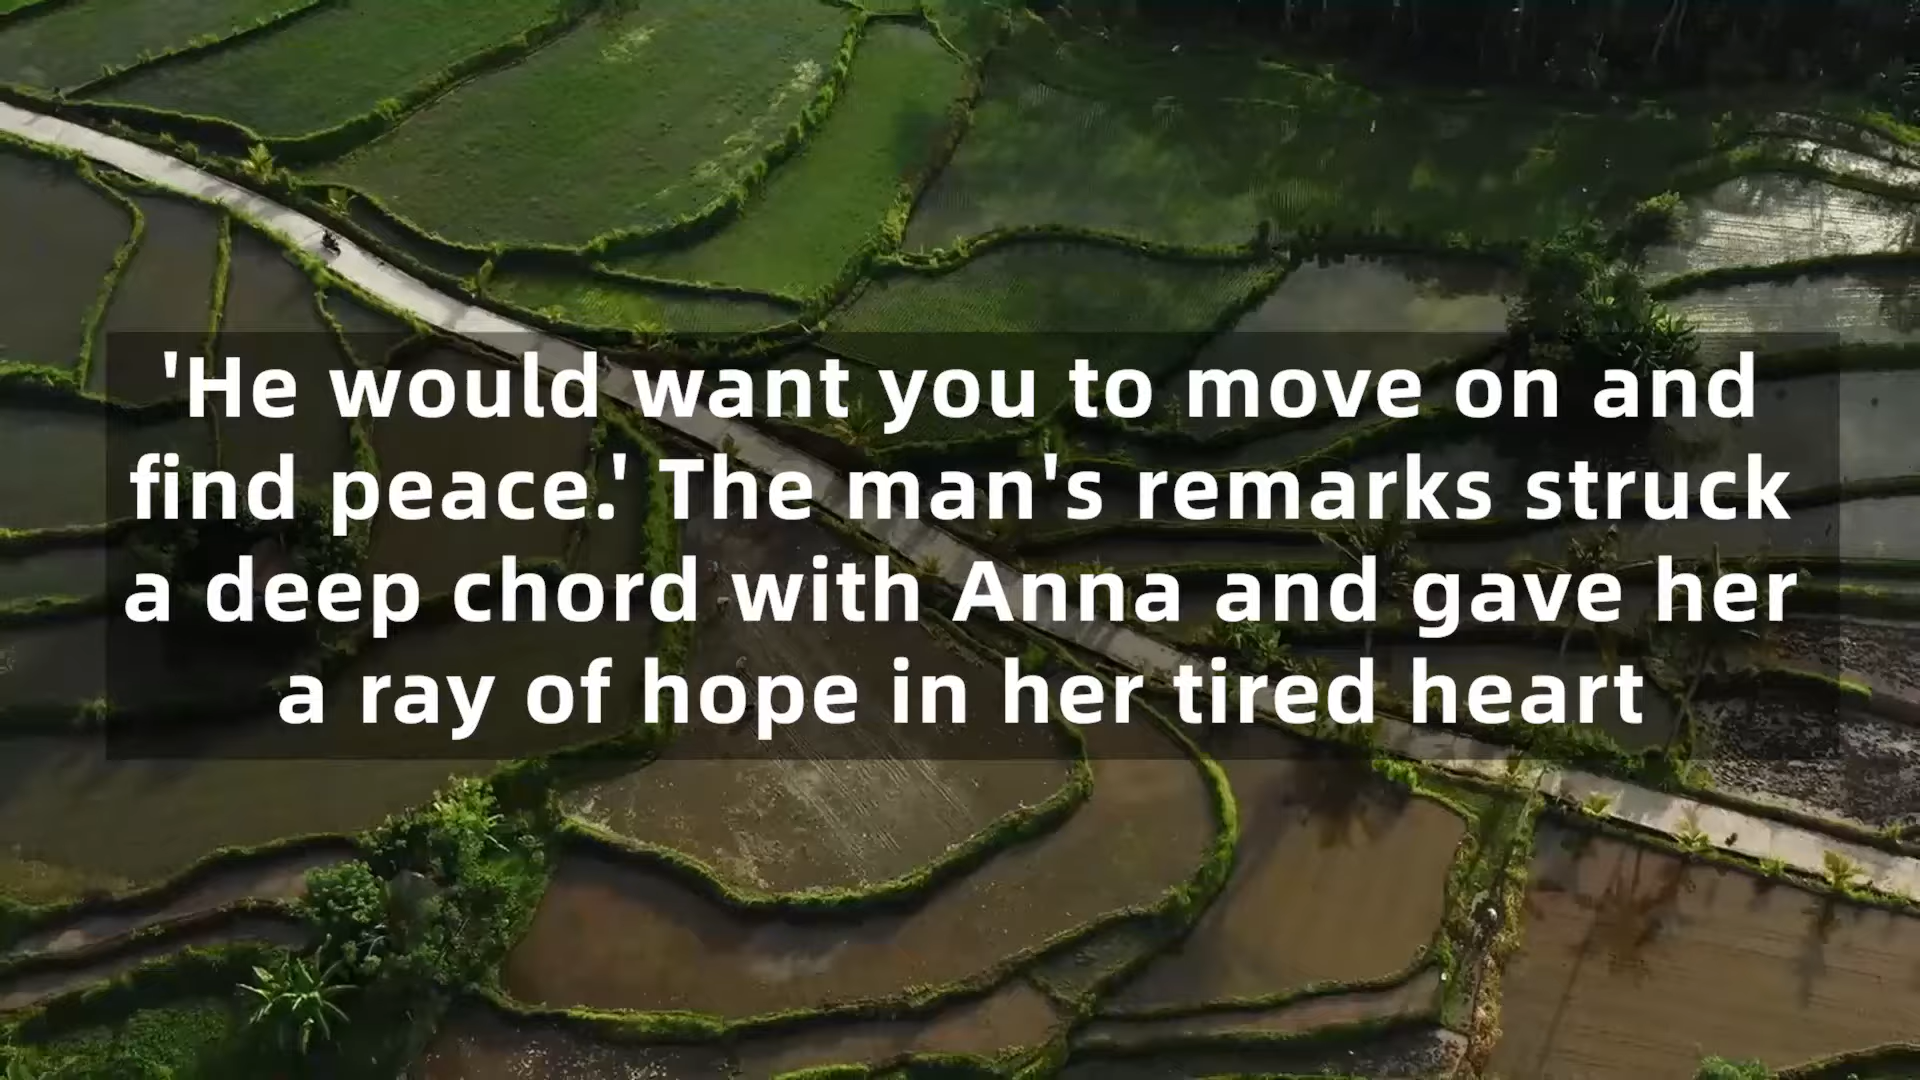 'He would want you to move on and
find peace.' The man's remarks struck
a deep chord with Anna and gave her
a ray of hope in her tired heart